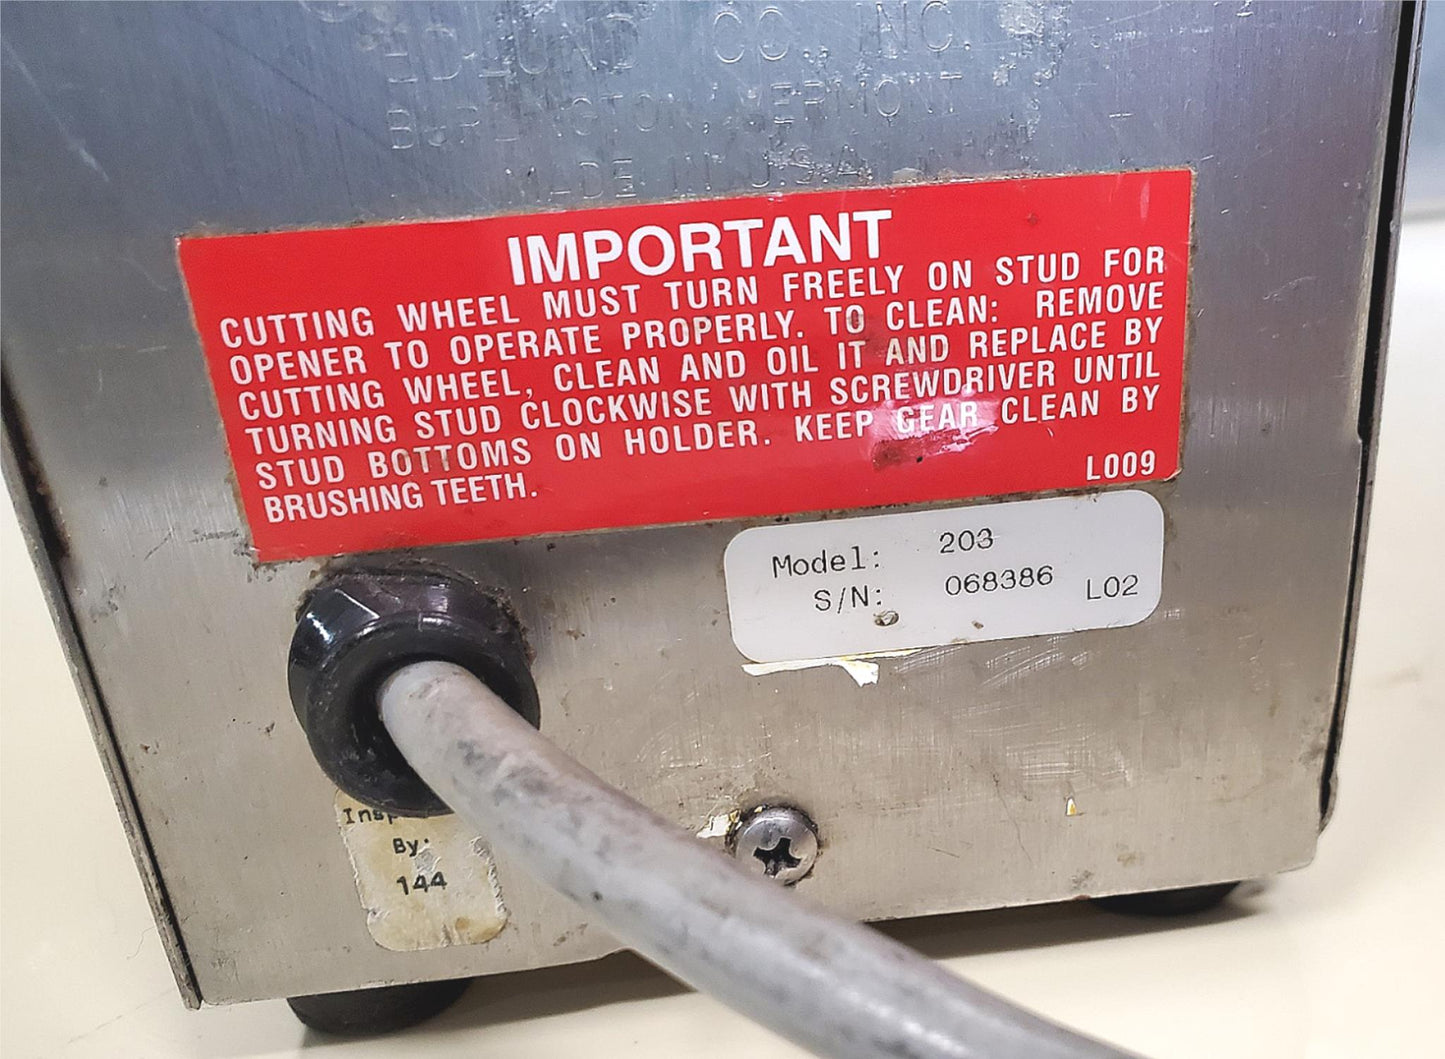 EDLUND CO., INC.
BURLINGTON, VERMONT
MADE IN U.S.A.
IMPORTANT
CUTTING WHEEL MUST TURN FREELY ON STUD FOR
OPENER TO OPERATE PROPERLY. TO CLEAN: REMOVE
CUTTING WHEEL, CLEAN AND OIL IT AND REPLACE BY
TURNING STUD CLOCKWISE WITH SCREWDRIVER UNTIL
STUD BOTTOMS ON HOLDER. KEEP GEAR CLEAN BY
BRUSHING TEETH.
L009
Model: 203
S/N: 068386 L02
By:
144